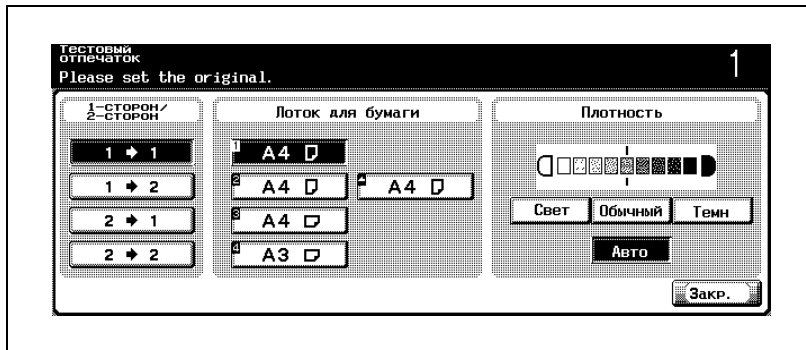 Тестовый
отпечаток
Please set the original.
1
1-сторон/
2-сторон
1 → 1
1 → 2
2 → 1
2 → 2
Лоток для бумаги
1 A4
2 A4
A4
3 A4
4 A3
Плотность
Свет Обычный Темн
Авто
Закр.